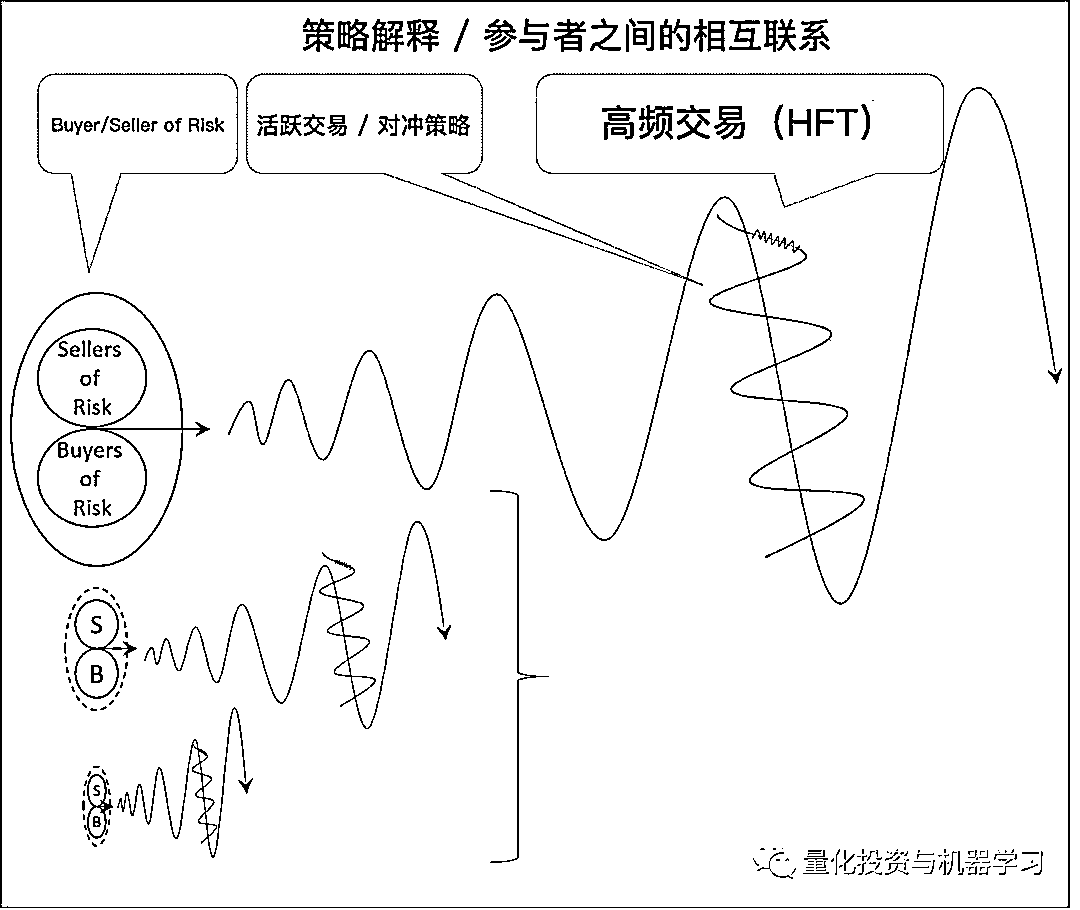 策略解释 / 参与者之间的相互联系
Buyer/Seller of Risk
活跃交易 / 对冲策略
高频交易（HFT）
Sellers
of
Risk
Buyers
of
Risk
S
B
S
B
量化投资与机器学习